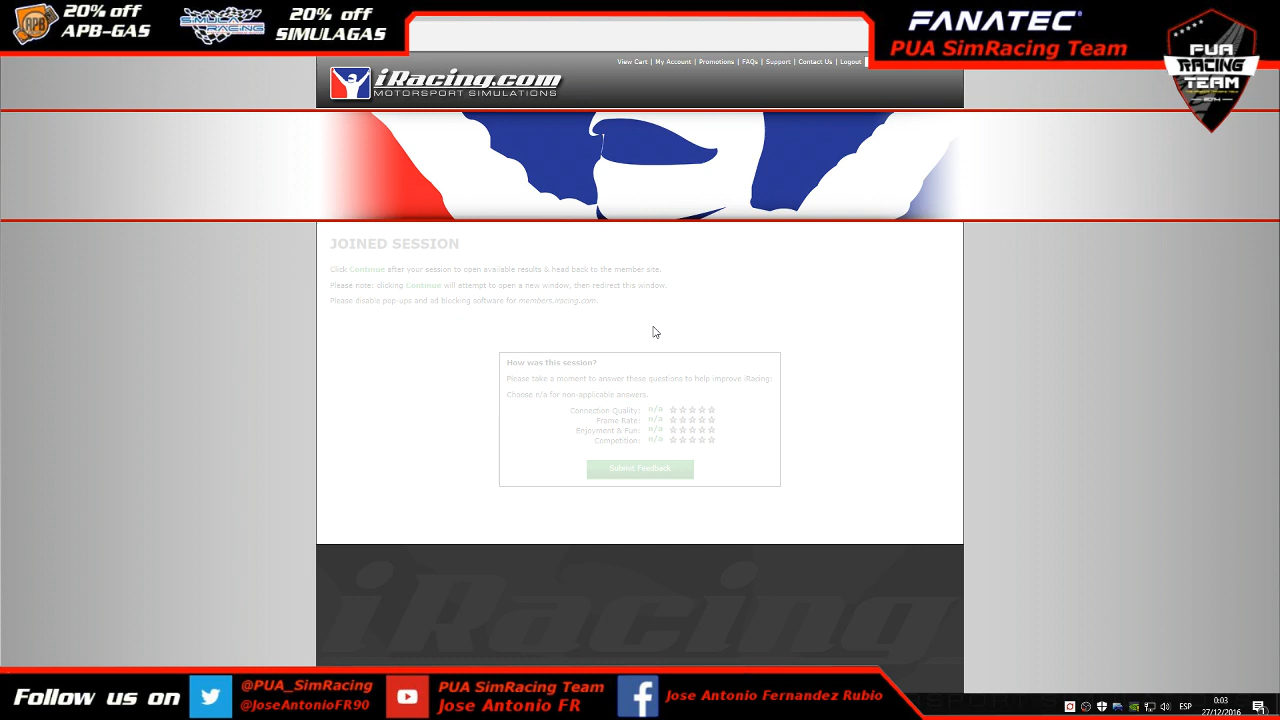 20% off
APB-GAS
APB
SIMULA
RACING
20% off
SIMULAGAS
FANATEC
PUA SimRacing Team
PUA
RACING
TEAM
2014
View Cart | My Account | Promotions | FAQs | Support | Contact Us | Logout
iRacing.com
MOTORSPORT SIMULATIONS
JOINED SESSION
Click Continue after your session to open available results & head back to the member site.
Please note: clicking Continue will attempt to open a new window, then redirect this window.
Please disable pop-ups and ad blocking software for members.iracing.com.
How was this session?
Please take a moment to answer these questions to help improve iRacing:
Choose n/a for non-applicable answers.
Connection Quality: n/a
Frame Rate: n/a
Enjoyment & Fun: n/a
Competition: n/a
Submit Feedback
iRacing
Follow us on
@PUA_SimRacing
@JoseAntonioFR90
PUA SimRacing Team
Jose Antonio FR
Jose Antonio Fernandez Rubio
ESP
0:03
27/12/2016